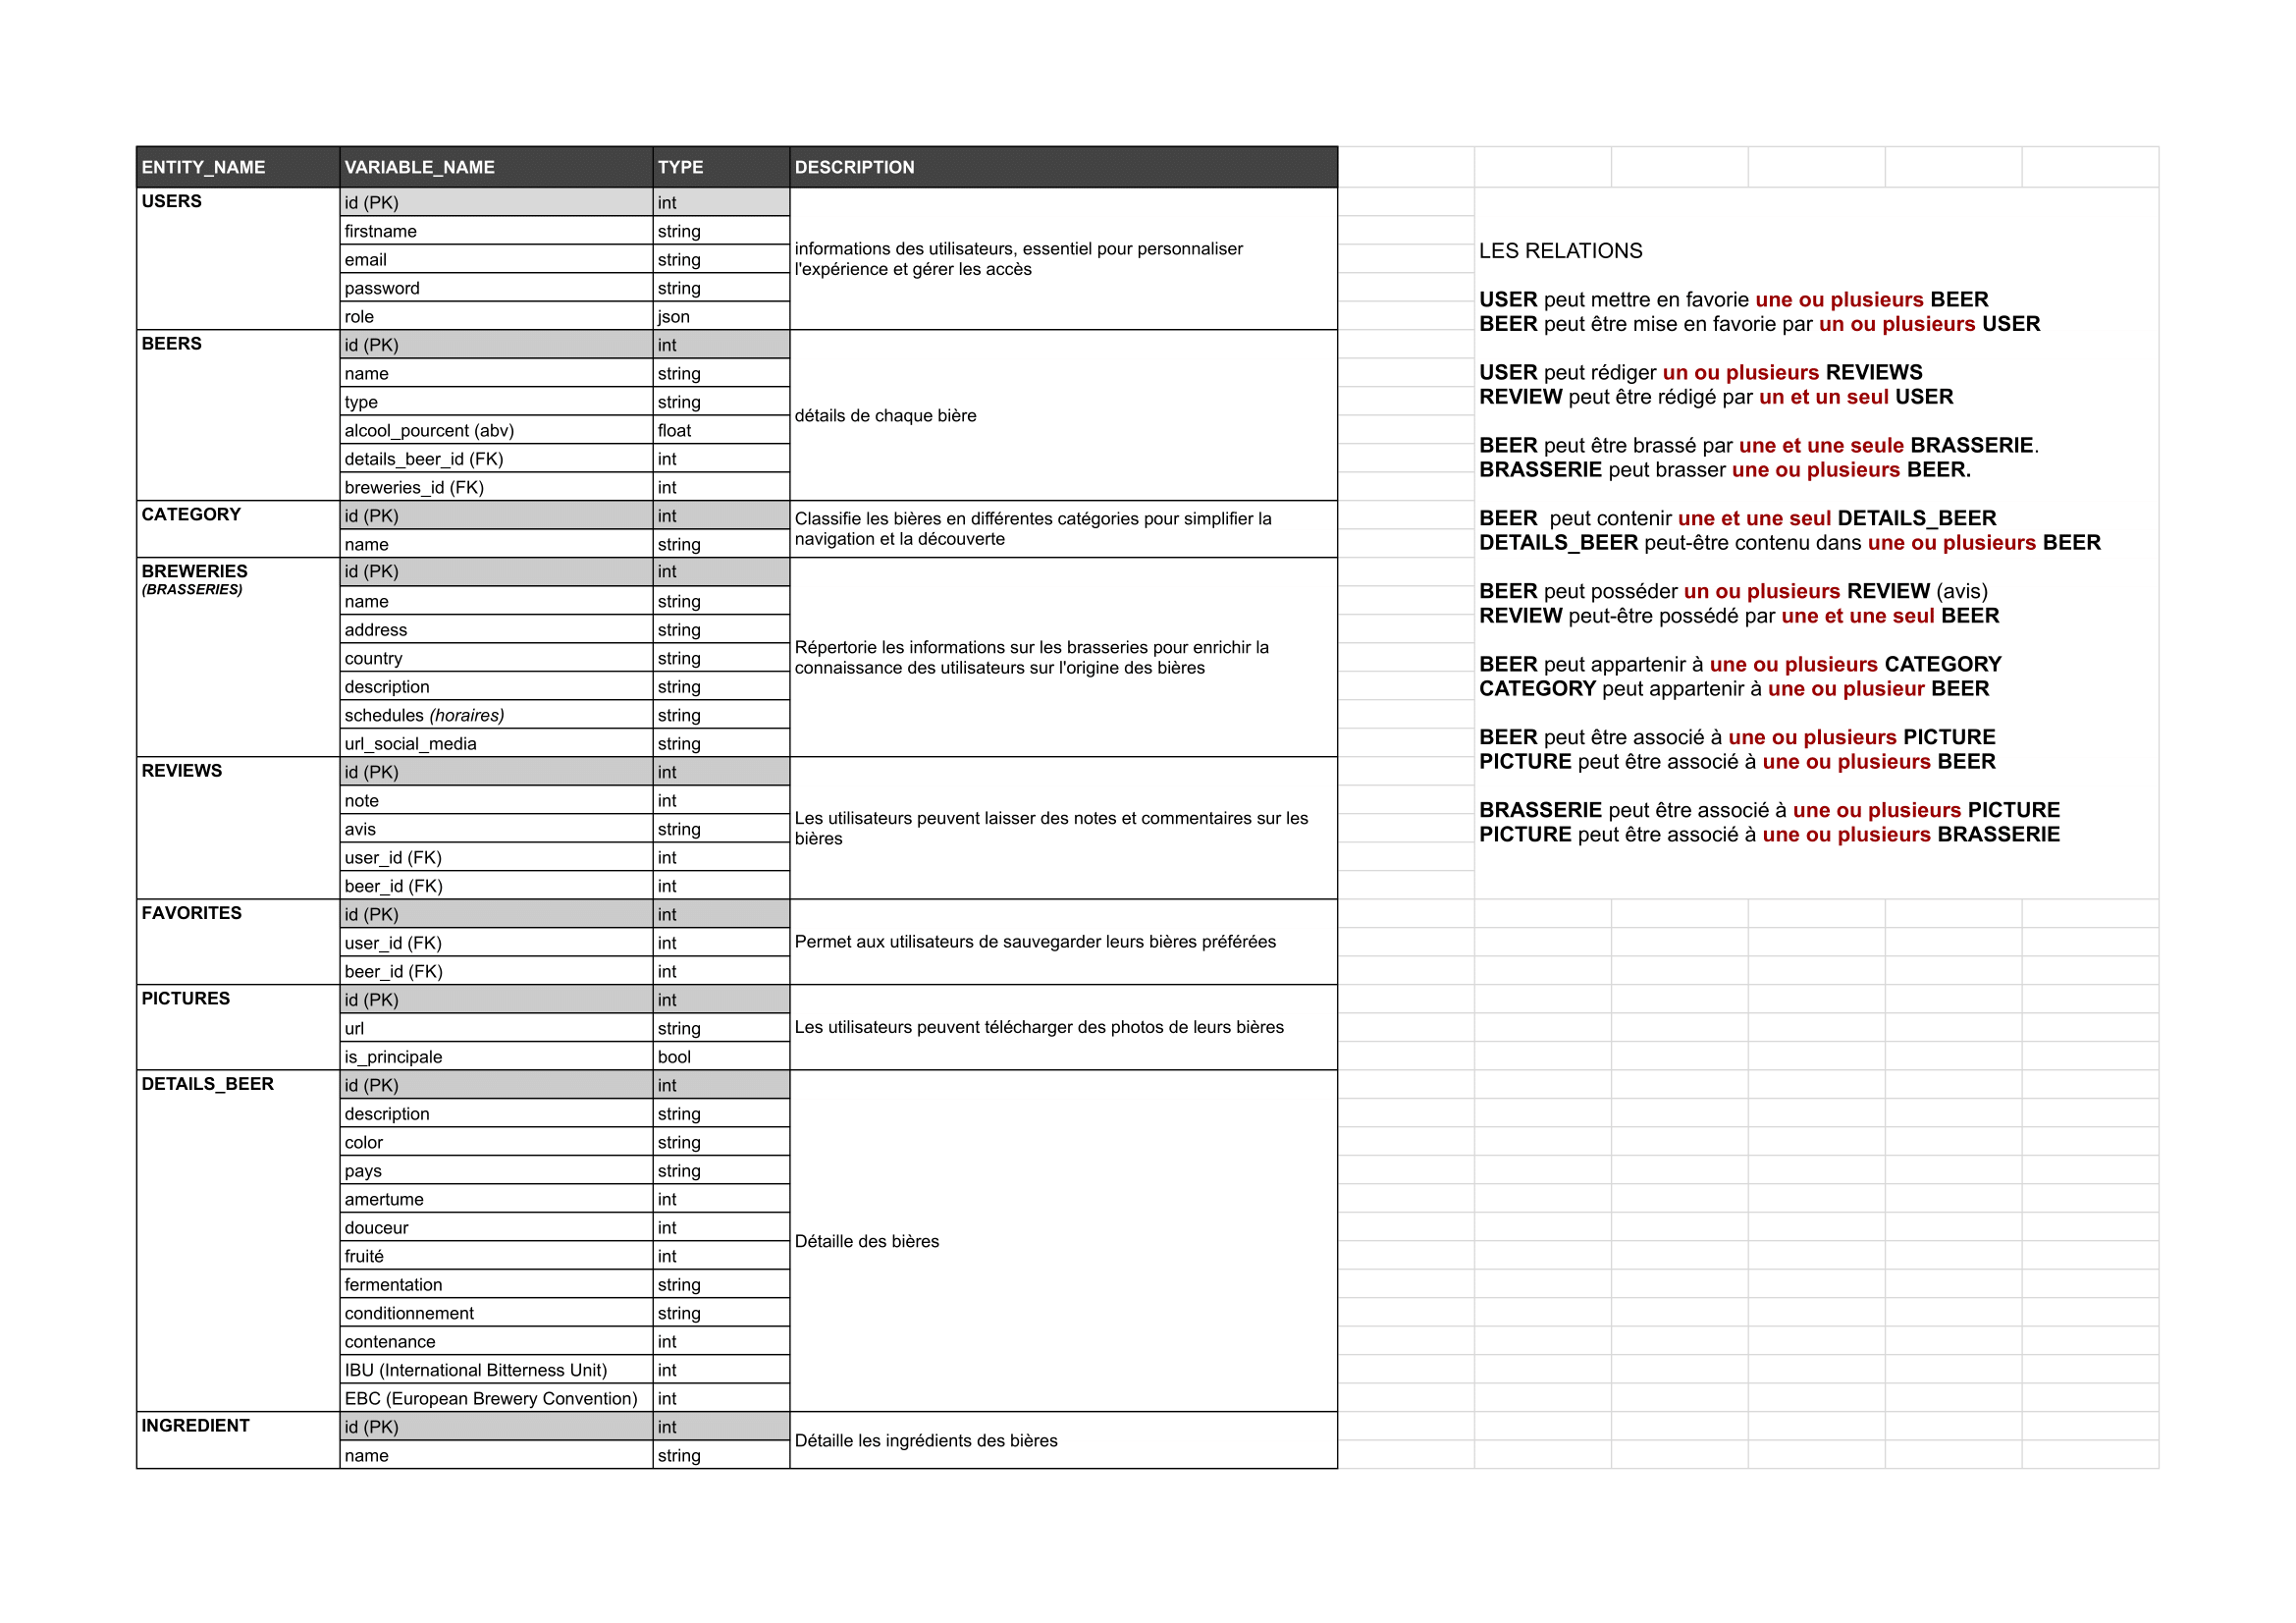 ENTITY_NAME VARIABLE_NAME TYPE DESCRIPTION
USERS id (PK) int
firstname string
informations des utilisateurs, essentiel pour personnaliser
l'expérience et gérer les accès
email string
password string
role json
BEERS id (PK) int
name string
type string
détails de chaque bière
alcool_pourcent (abv) float
details_beer_id (FK) int
breweries_id (FK) int
CATEGORY id (PK) int
Classifie les bières en différentes catégories pour simplifier la
navigation et la découverte
name string
BREWERIES id (PK) int
(BRASSERIES)
name string
address string
country string
Répertorie les informations sur les brasseries pour enrichir la
connaissance des utilisateurs sur l'origine des bières
description string
schedules (horaires) string
url_social_media string
REVIEWS id (PK) int
note int
avis string
Les utilisateurs peuvent laisser des notes et commentaires sur les
bières
user_id (FK) int
beer_id (FK) int
FAVORITES id (PK) int
user_id (FK) int
Permet aux utilisateurs de sauvegarder leurs bières préférées
beer_id (FK) int
PICTURES id (PK) int
url string
Les utilisateurs peuvent télécharger des photos de leurs bières
is_principale bool
DETAILS_BEER id (PK) int
description string
color string
pays string
amertume int
douceur int
Détaille des bières
fruité int
fermentation string
conditionnement string
contenance int
IBU (International Bitterness Unit) int
EBC (European Brewery Convention) int
INGREDIENT id (PK) int
Détaille les ingrédients des bières
name string
LES RELATIONS
USER peut mettre en favorie une ou plusieurs BEER
BEER peut être mise en favorie par un ou plusieurs USER
USER peut rédiger un ou plusieurs REVIEWS
REVIEW peut être rédigé par un et un seul USER
BEER peut être brassé par une et une seule BRASSERIE.
BRASSERIE peut brasser une ou plusieurs BEER.
BEER  peut contenir une et une seul DETAILS_BEER
DETAILS_BEER peut-être contenu dans une ou plusieurs BEER
BEER peut posséder un ou plusieurs REVIEW (avis)
REVIEW peut-être possédé par une et une seul BEER
BEER peut appartenir à une ou plusieurs CATEGORY
CATEGORY peut appartenir à une ou plusieur BEER
BEER peut être associé à une ou plusieurs PICTURE
PICTURE peut être associé à une ou plusieurs BEER
BRASSERIE peut être associé à une ou plusieurs PICTURE
PICTURE peut être associé à une ou plusieurs BRASSERIE